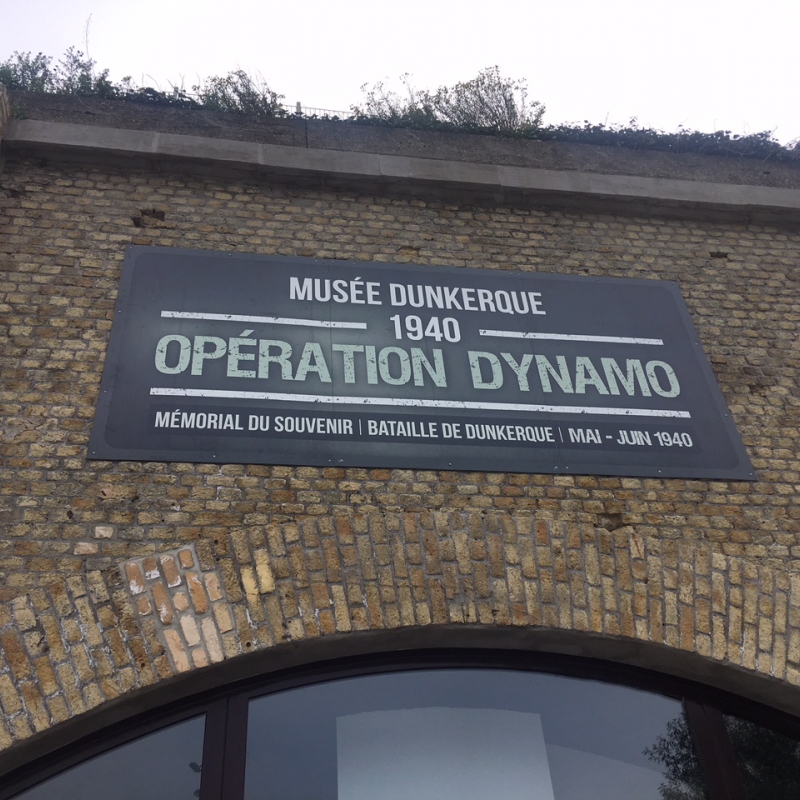 MUSÉE DUNKERQUE
1940
OPÉRATION DYNAMO
MÉMORIAL DU SOUVENIR | BATAILLE DE DUNKERQUE | MAI - JUIN 1940